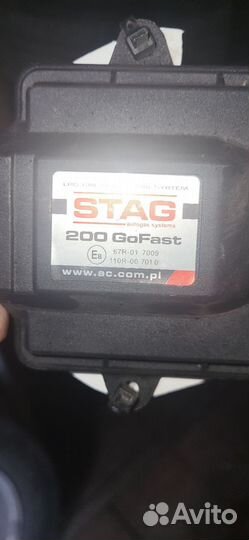 STAG
autogas systems
200 GoFast
E8 67R-01 7009
110R-00 7010
www.ac.com.pl
Avito